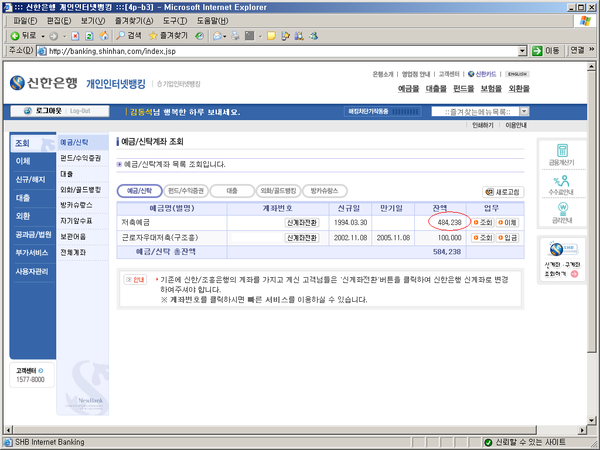 ::: 신한은행 개인인터넷뱅킹 :::[4p-b3] - Microsoft Internet Explorer
파일(F) 편집(E) 보기(V) 즐겨찾기(A) 도구(T) 도움말(H)
뒤로 검색 즐겨찾기
주소(D) http://banking.shinhan.com/index.jsp 이동 연결 »
은행소개 | 영업점 안내 | 고객센터 | 신한카드 ENGLISH
신한은행 개인인터넷뱅킹 기업인터넷뱅킹
예금몰 대출몰 펀드몰 보험몰 외환몰
로그아웃 Log-Out
김동석님 행복한 하루 보내세요.
해킹차단기작동중
::즐겨찾는메뉴목록::
인쇄하기 이용안내
조회
이체
신규/해지
대출
외환
공과금/법원
부가서비스
사용자관리
고객센터
1577-8000
예금/신탁
펀드/수익증권
대출
외화/골드뱅킹
방카슈랑스
자기앞수표
보관어음
전체계좌
NewBank
예금/신탁계좌 조회
예금/신탁계좌 목록 조회입니다.
예금/신탁 펀드/수익증권 대출 외화/골드뱅킹 방카슈랑스 새로고침
예금명(별명) 계좌번호 신규일 만기일 잔액 업무
저축예금 신계좌전환 1994.03.30 484,238 조회 이체
근로자우대저축(구조흥) 신계좌전환 2002.11.08 2005.11.08 100,000 조회 입금
예금/신탁 총잔액 584,238
안내 기존에 신한/조흥은행의 계좌를 가지고 계신 고객님들은 '신계좌전환'버튼을 클릭하여 신한은행 신계좌로 변경
하여주셔야 합니다.
※ 계좌번호를 클릭하시면 빠른 서비스를 이용하실 수 있습니다.
금융계산기
수수료안내
금리안내
신계좌·구계좌
조회하기
SHB Internet Banking 신뢰할 수 있는 사이트